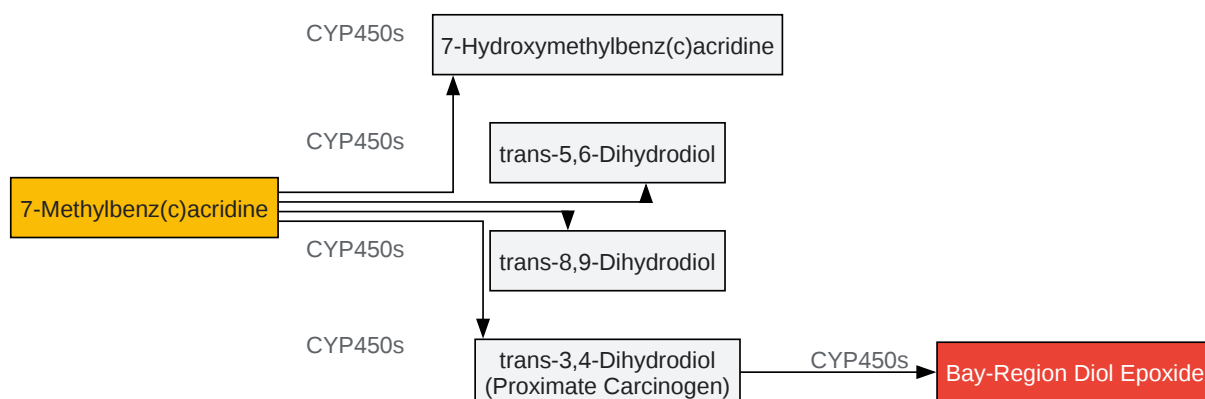 CYP450s
7-Hydroxymethylbenz(c)acridine
CYP450s
trans-5,6-Dihydrodiol
7-Methylbenz(c)acridine
CYP450s
trans-8,9-Dihydrodiol
CYP450s
trans-3,4-Dihydrodiol
(Proximate Carcinogen)
CYP450s
Bay-Region Diol Epoxide